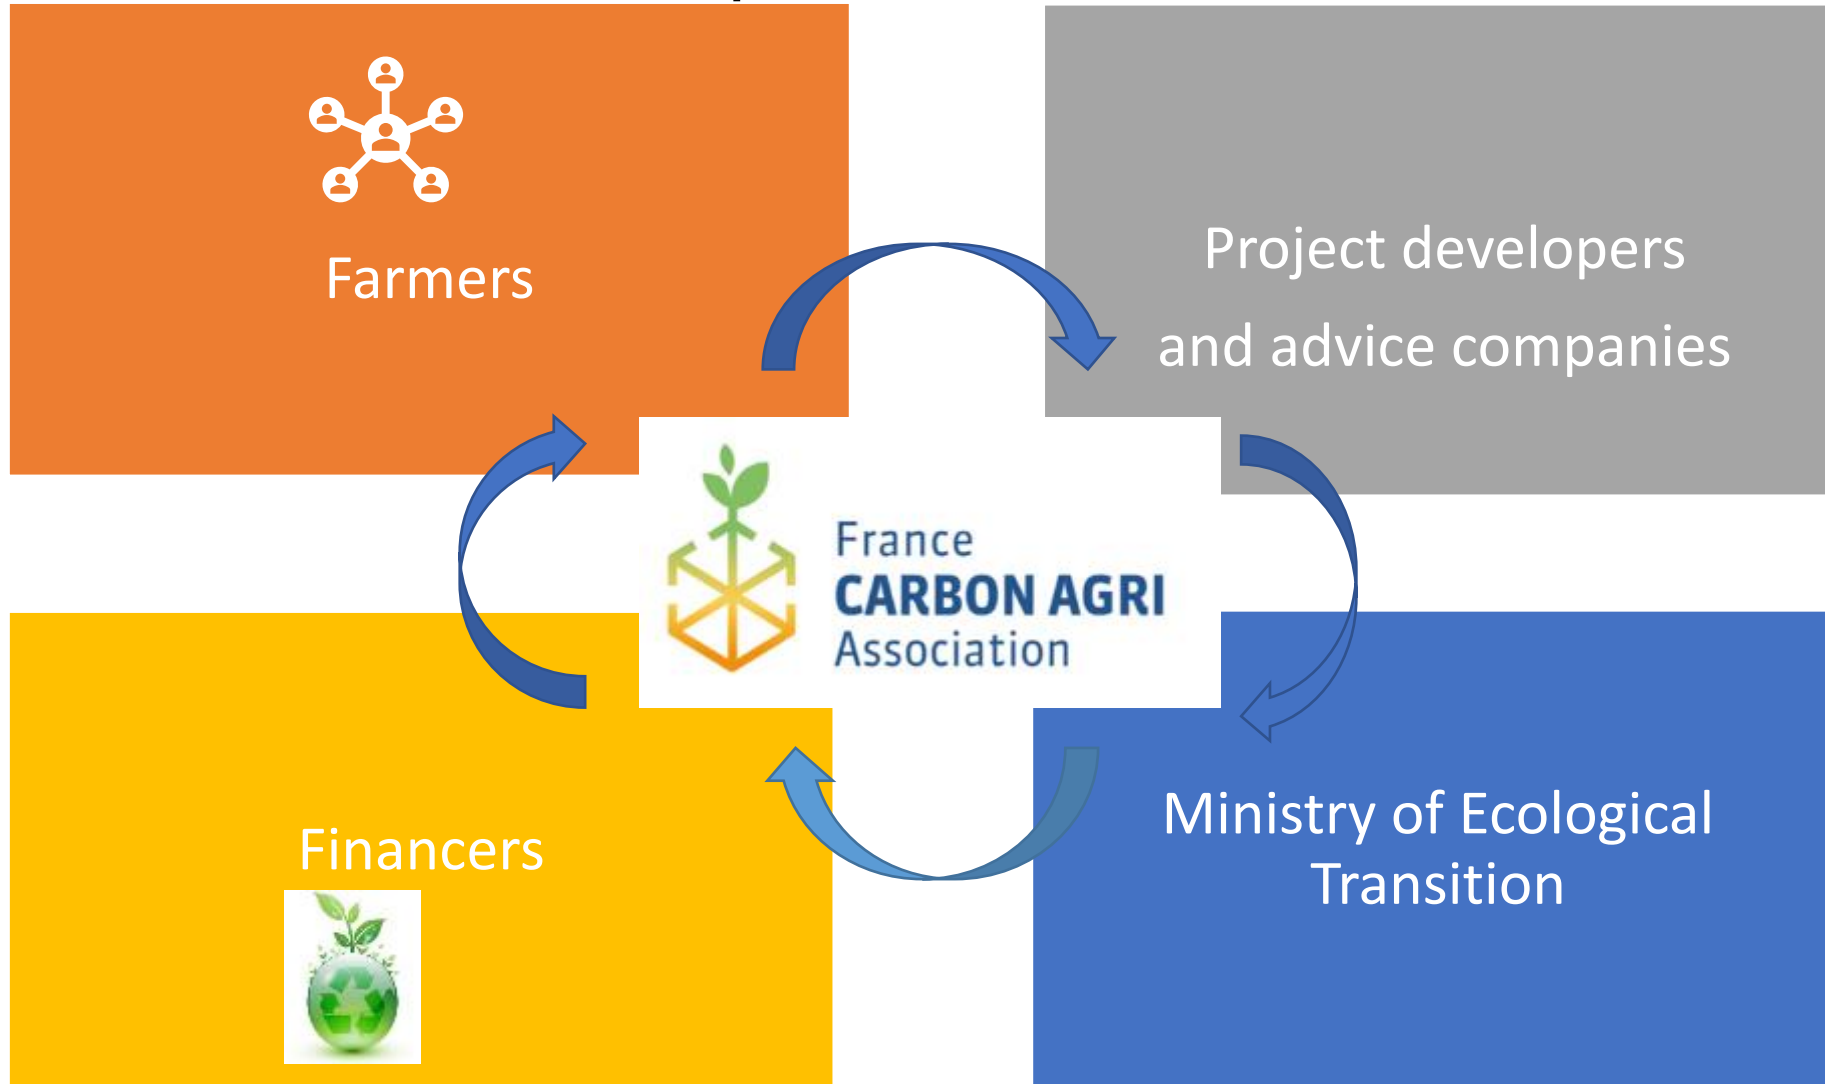 Farmers
Project developers
and advice companies
France
CARBON AGRI
Association
Financers
Ministry of Ecological
Transition